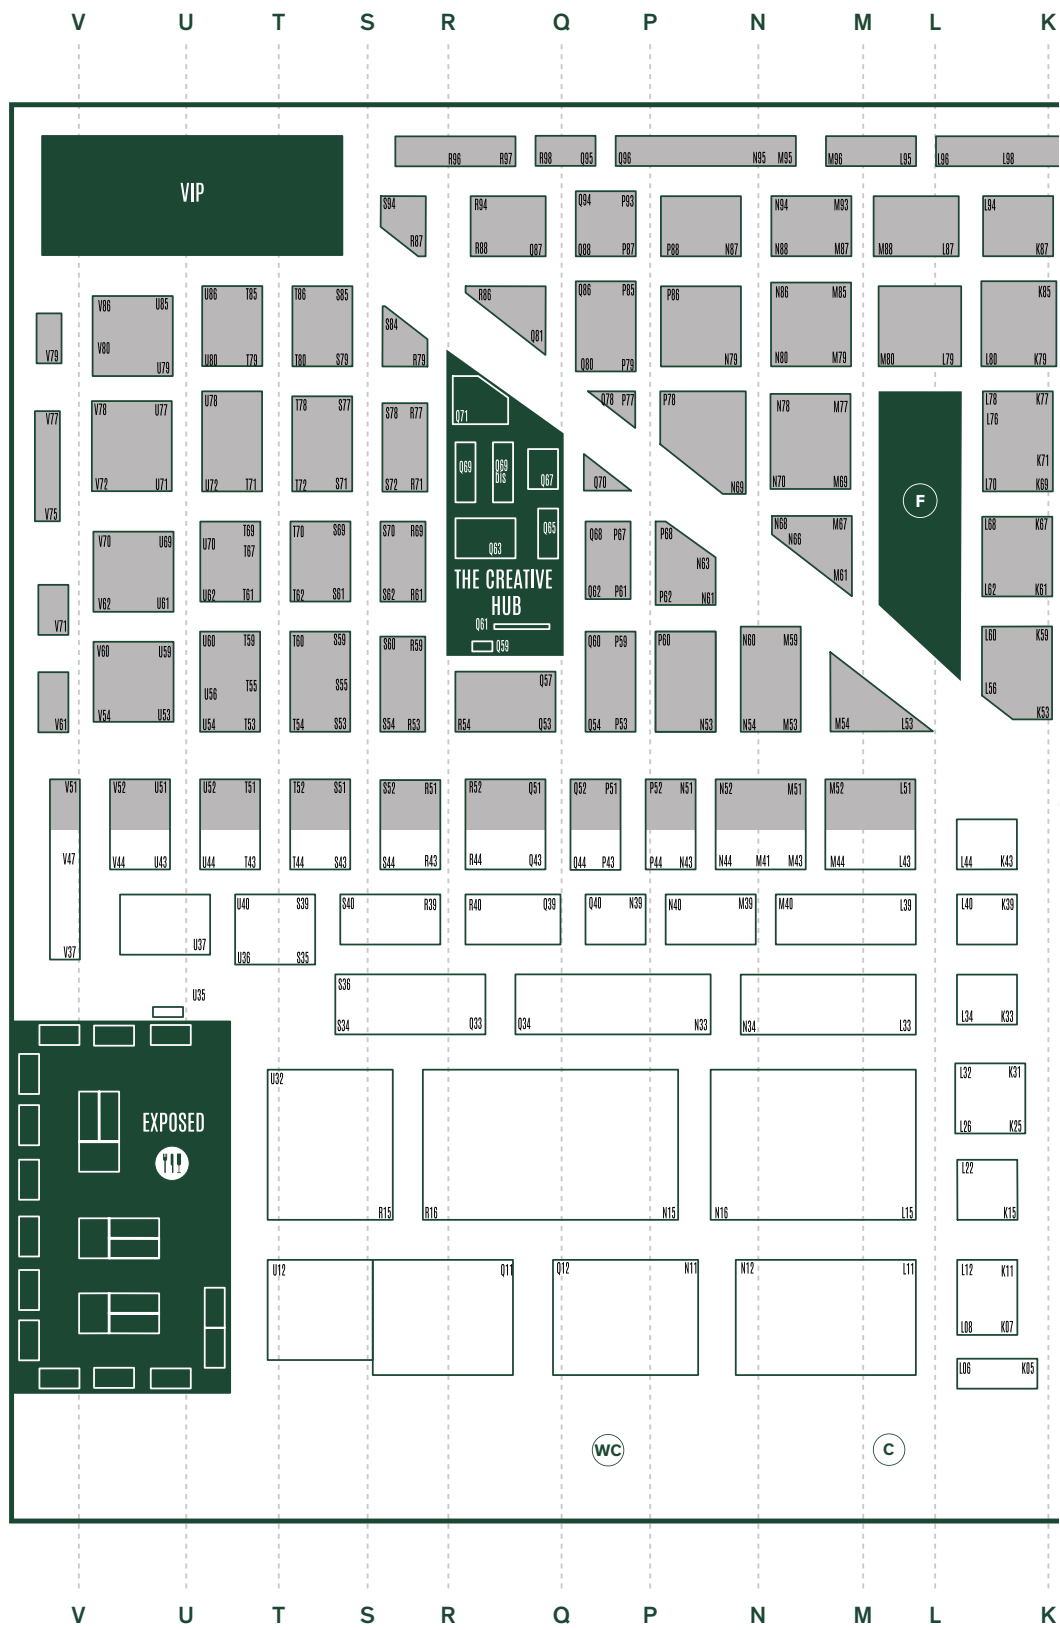 V U T S R Q P N M L K
R96 R97 R98 Q95 Q96 N95 M95 M96 L95 L96 L98
VIP
S94 R94 Q94 P93 N94 M93 L94
R87 R88 Q87 Q88 P87 P88 N87 N88 M87 M88 L87 K87
V86 U85 U86 T85 T86 S85 R86 Q86 P85 P86 N86 M85 K85
S84
V80 Q81
V79 U79 U80 T79 T80 S79 R79 Q80 P79 N79 N80 M79 M80 L79 L80 K79
V77 V78 U77 U78 T78 S77 S78 R77 Q71 Q78 P77 P78 N78 M77 L78 K77
L76
Q69 Q69 BIS Q67 K71
V75 V72 U71 U72 T71 T72 S71 S72 R71 Q70 N69 N70 M69 L70 K69
F
V70 U69 U70 T69 T67 T70 S69 S70 R69 Q63 Q65 Q68 P67 P68 N63 N68 N66 M67 L68 K67
THE CREATIVE
HUB
V71 V62 U61 U62 T61 T62 S61 S62 R61 Q62 P61 P62 N61 M61 L62 K61
Q61
Q59
V60 U59 U60 T59 T60 S59 S60 R59 Q60 P59 P60 N60 M59 L60 K59
U56 T55 S55 Q57 L56
V61 V54 U53 U54 T53 T54 S53 S54 R53 R54 Q53 Q54 P53 N53 N54 M53 M54 L53 K53
V51 V52 U51 U52 T51 T52 S51 S52 R51 R52 Q51 Q52 P51 P52 N51 N52 M51 M52 L51
V47 V44 U43 U44 T43 T44 S43 S44 R43 R44 Q43 Q44 P43 P44 N43 N44 M41 M43 M44 L43 L44 K43
U40 S39 S40 R39 R40 Q39 Q40 N39 N40 M39 M40 L39 L40 K39
V37 U37 U36 S35
U35 S36
S34 Q33 Q34 N33 N34 L33 L34 K33
U32 L32 K31
EXPOSED
L26 K25
L22
R15 R16 N15 N16 L15 K15
U12 Q11 Q12 N11 N12 L11 L12 K11
L08 K07
L06 K05
WC C
V U T S R Q P N M L K